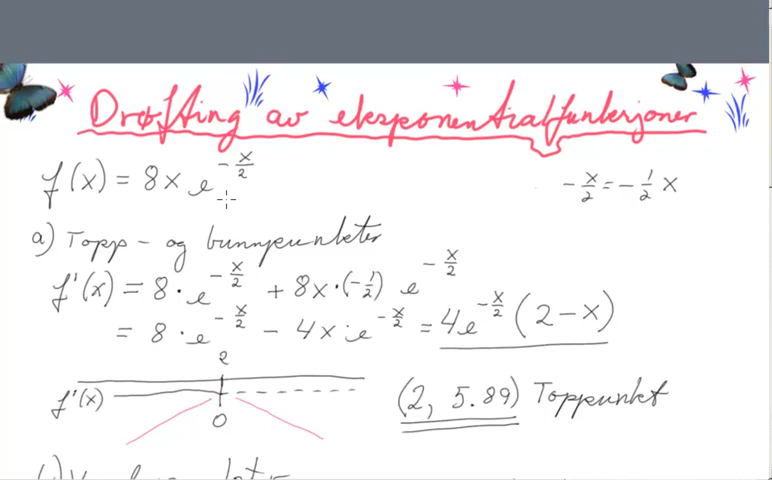 Drøfting av eksponentialfunksjoner
f(x) = 8x e^{-x/2}
-x/2 = -1/2 x
a) Topp- og bunnpunkter
f'(x) = 8 · e^{-x/2} + 8x · (-1/2) e^{-x/2}
= 8 · e^{-x/2} - 4x · e^{-x/2} = 4e^{-x/2} (2-x)
2
f'(x)
0
(2, 5.89) Toppunkt